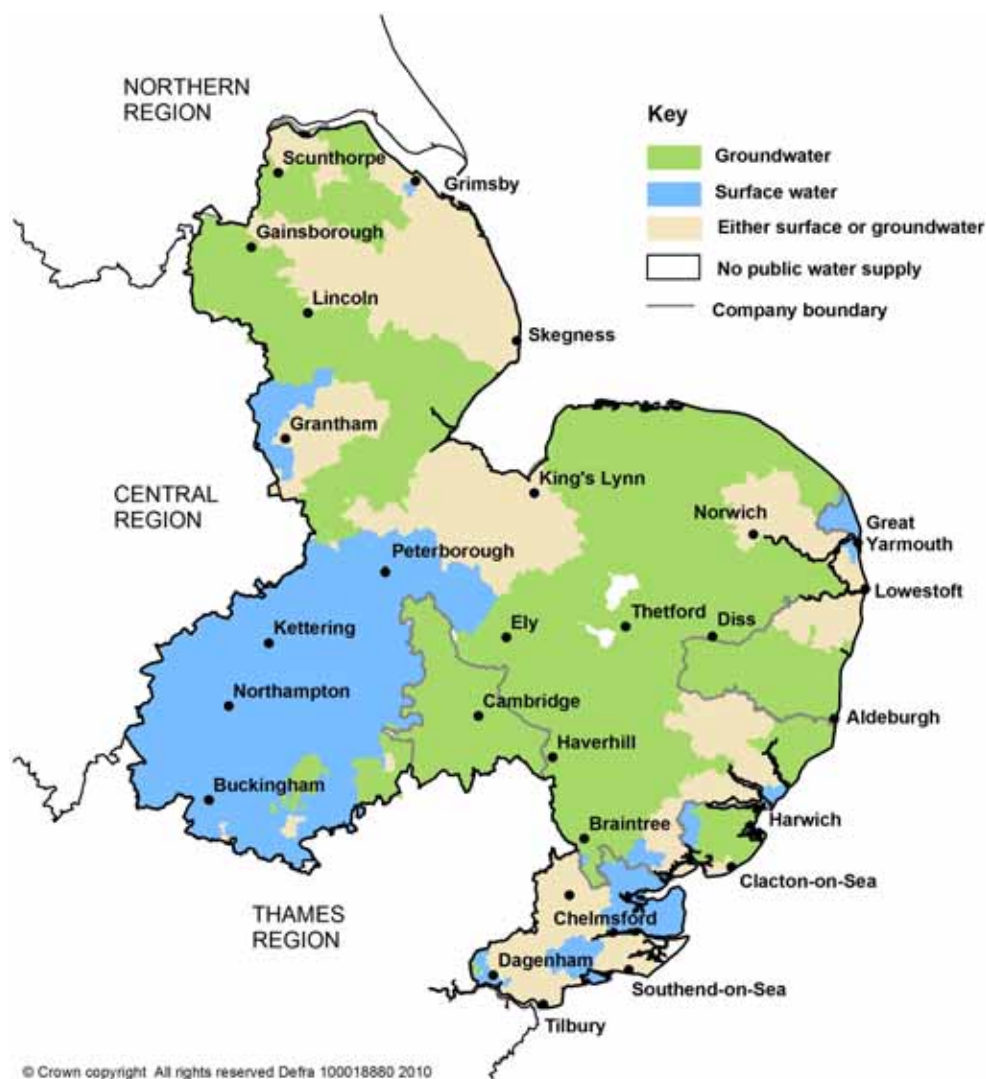 NORTHERN
REGION
Key
Groundwater
Surface water
Either surface or groundwater
No public water supply
Company boundary
Scunthorpe
Grimsby
Gainsborough
Lincoln
Skegness
Grantham
CENTRAL
REGION
King's Lynn
Norwich
Great
Yarmouth
Peterborough
Lowestoft
Thetford
Diss
Ely
Kettering
Northampton
Cambridge
Aldeburgh
Haverhill
Buckingham
Harwich
Braintree
Clacton-on-Sea
THAMES
REGION
Chelmsford
Dagenham
Southend-on-Sea
Tilbury
© Crown copyright All rights reserved Defra 100018880 2010